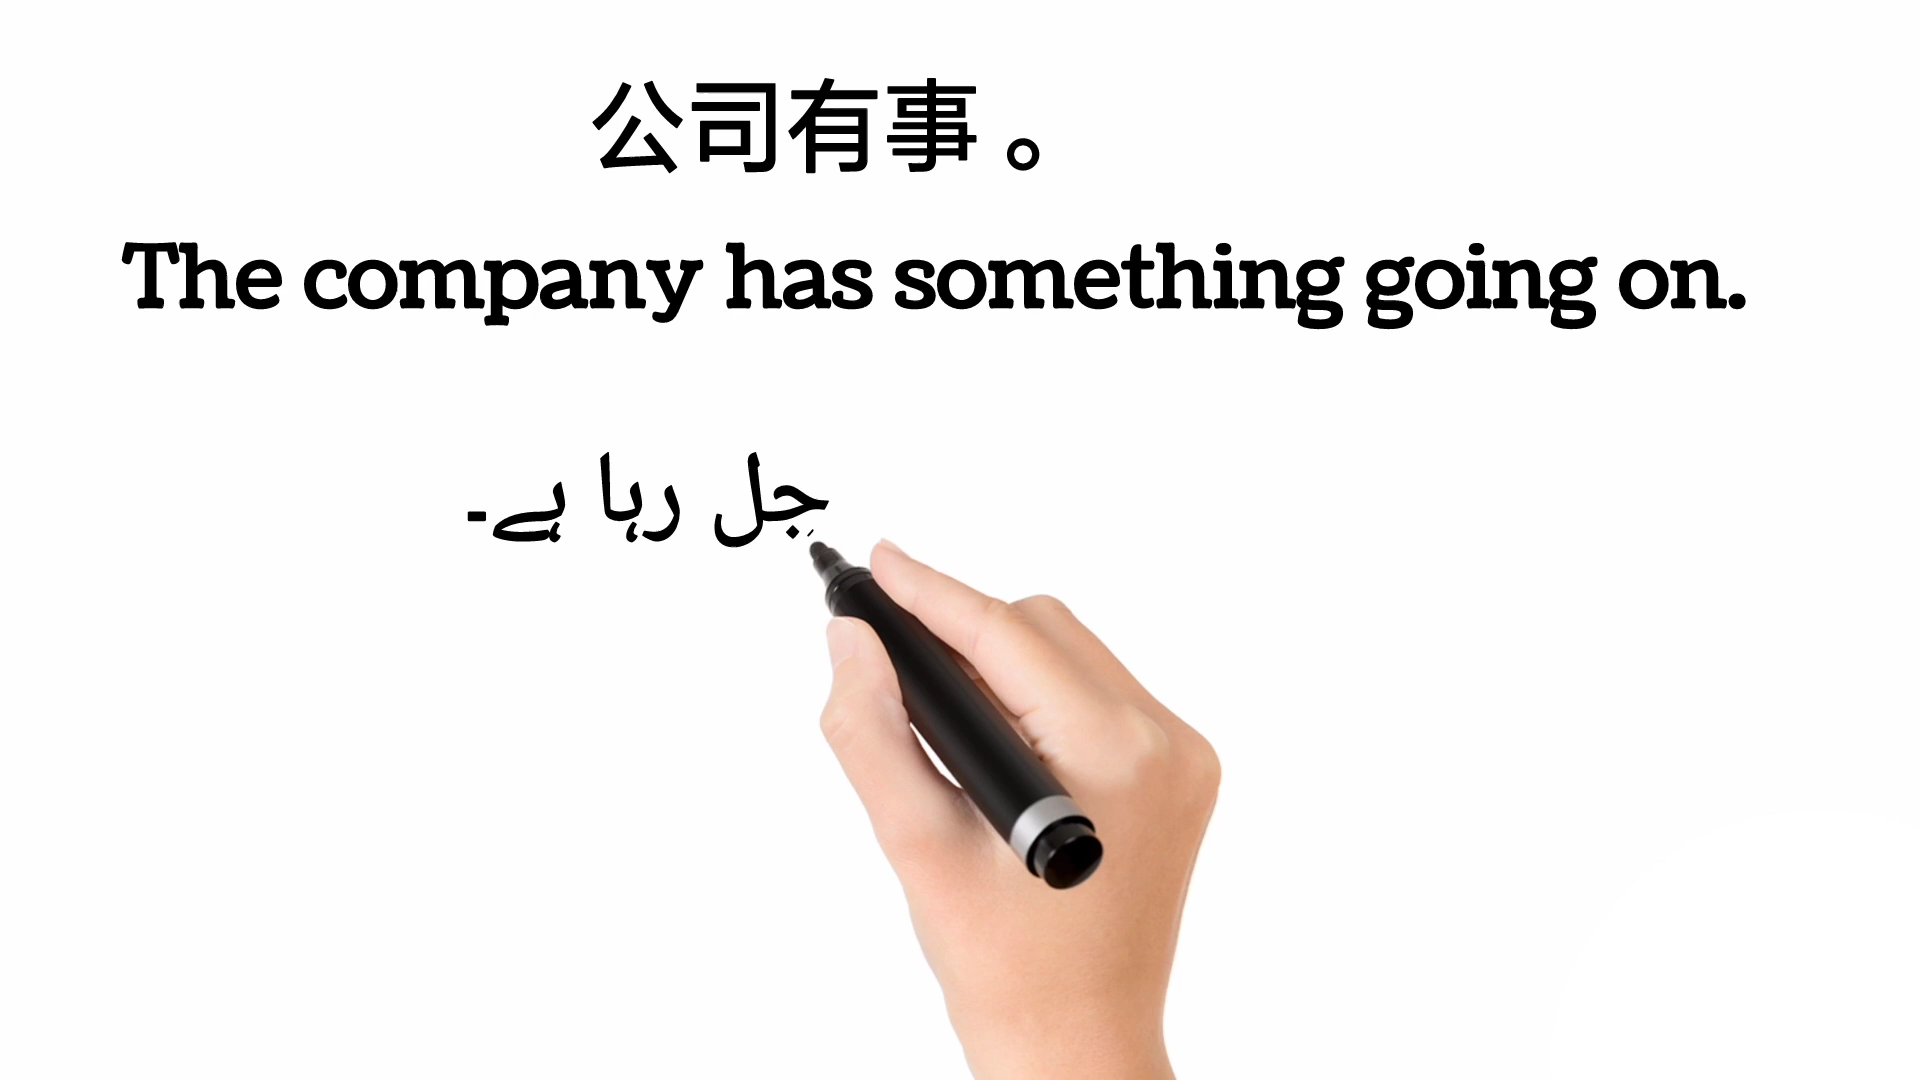 公司有事。
The company has something going on.
چل رہا ہے۔